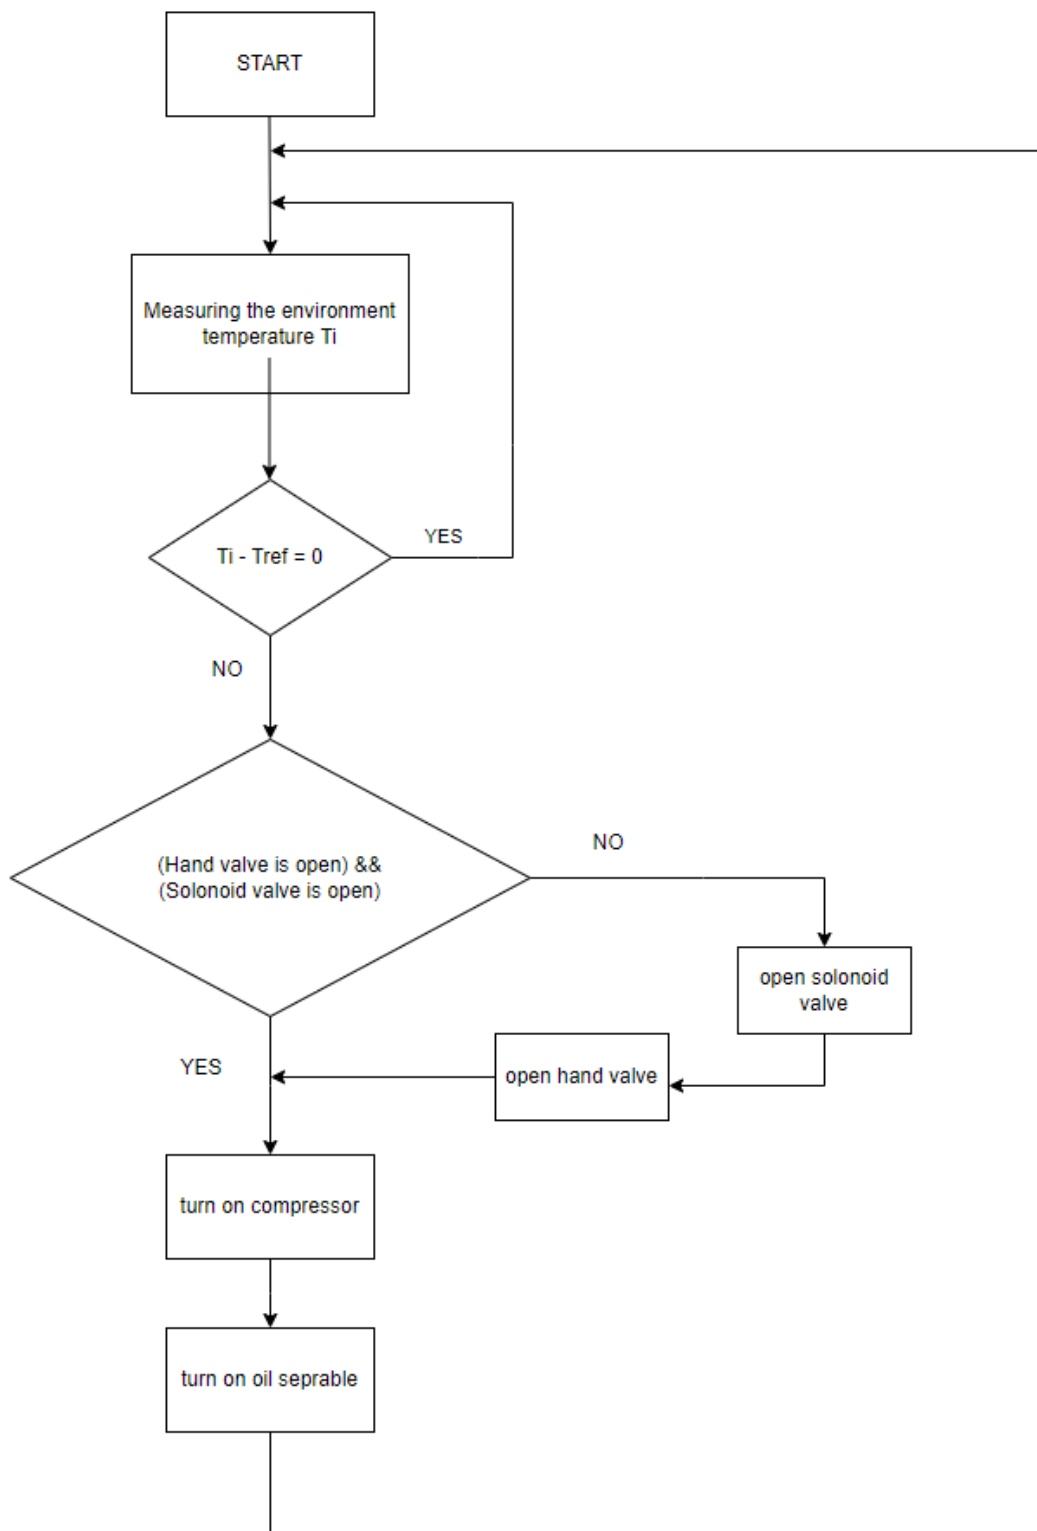 START
Measuring the environment
temperature Ti
Ti - Tref = 0
YES
NO
(Hand valve is open) &&
(Solonoid valve is open)
NO
open solonoid
valve
open hand valve
YES
turn on compressor
turn on oil seprable